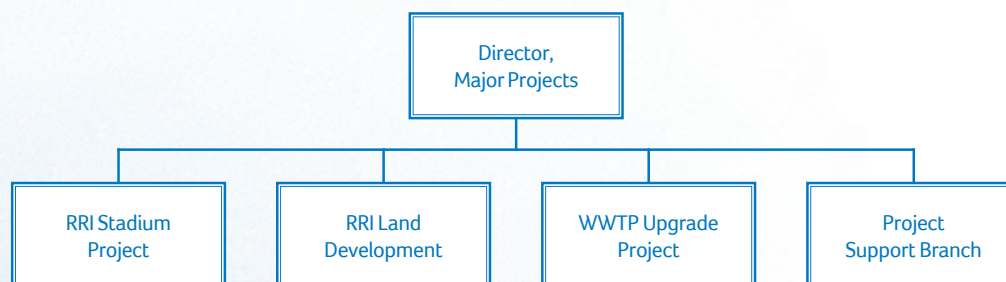 Director,
Major Projects
RRI Stadium
Project
RRI Land
Development
WWTP Upgrade
Project
Project
Support Branch